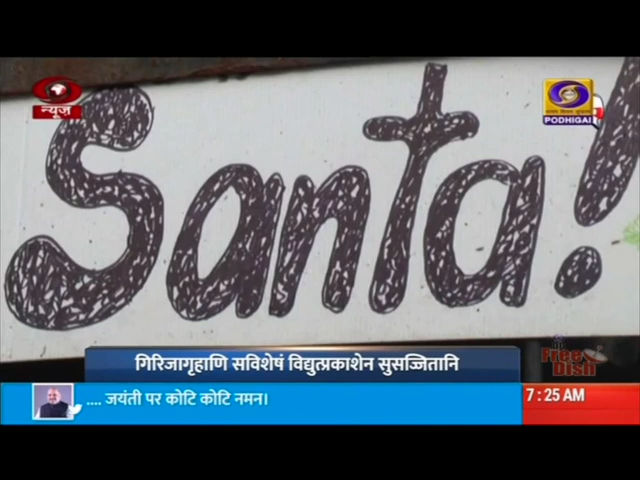 न्यूज़
PODHIGAI
Santa!
गिरिजागृहाणि सविशेषं विद्युत्प्रकाशेन सुसज्जितानि
Free
Dish
.... जयंती पर कोटि कोटि नमन।
7:25 AM